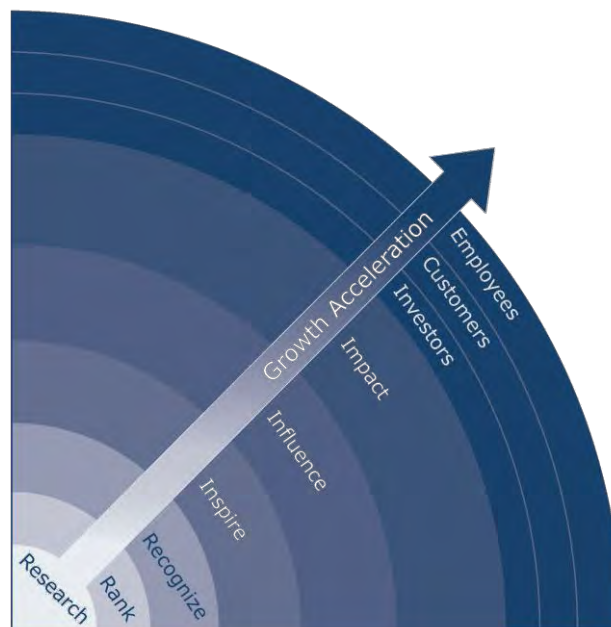 Employees
Customers
Investors
Growth Acceleration
Impact
Influence
Inspire
Recognize
Rank
Research